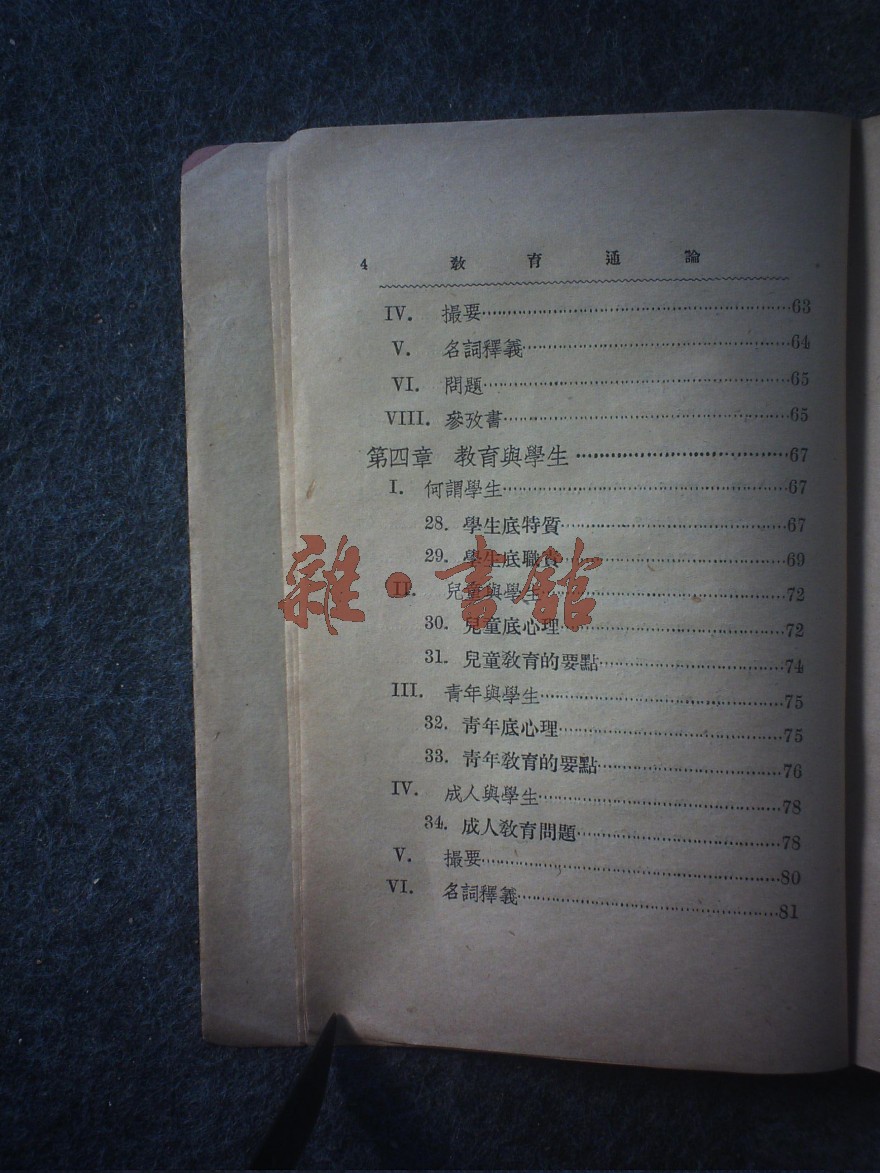 4 教育通論
IV. 撮要 63
V. 名詞釋義 64
VI. 問題 65
VIII. 參攷書 65
第四章 教育與學生 67
I. 何謂學生 67
28. 學生底特質 67
29. 學生底職責 69
II. 兒童與學生 72
30. 兒童底心理 72
31. 兒童敎育的要點 74
III. 青年與學生 75
32. 靑年底心理 75
33. 靑年敎育的要點 76
IV. 成人與學生 78
34. 成人敎育問題 78
V. 撮要 80
VI. 名詞釋義 81
雜·書館